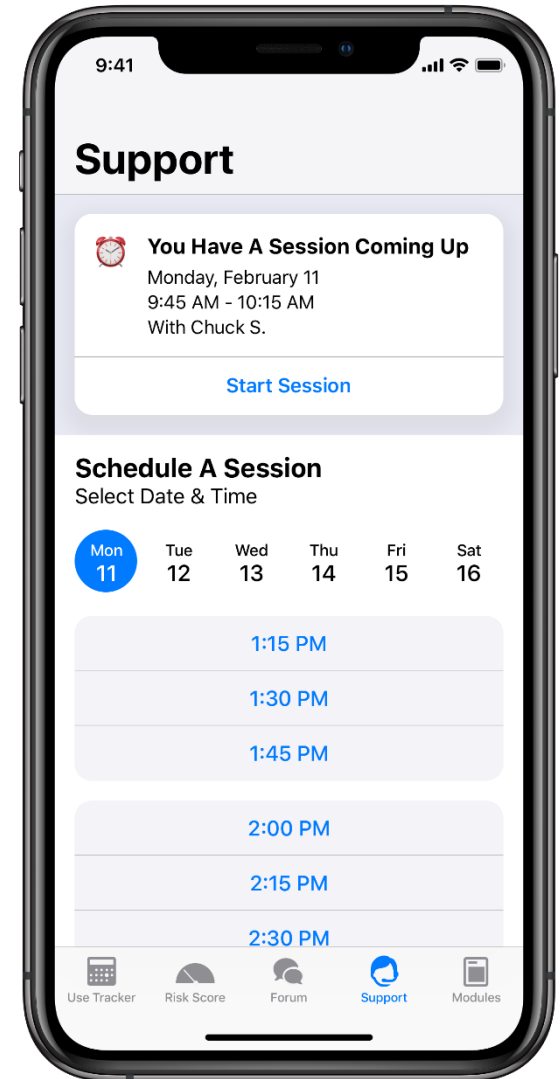 9:41
Support
You Have A Session Coming Up
Monday, February 11
9:45 AM - 10:15 AM
With Chuck S.
Start Session
Schedule A Session
Select Date & Time
Mon Tue Wed Thu Fri Sat
11 12 13 14 15 16
1:15 PM
1:30 PM
1:45 PM
2:00 PM
2:15 PM
2:30 PM
Use Tracker Risk Score Forum Support Modules